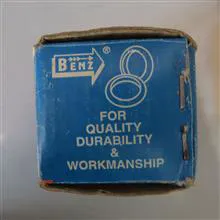 BENZ ®
FOR
QUALITY
DURABILITY
&
WORKMANSHIP